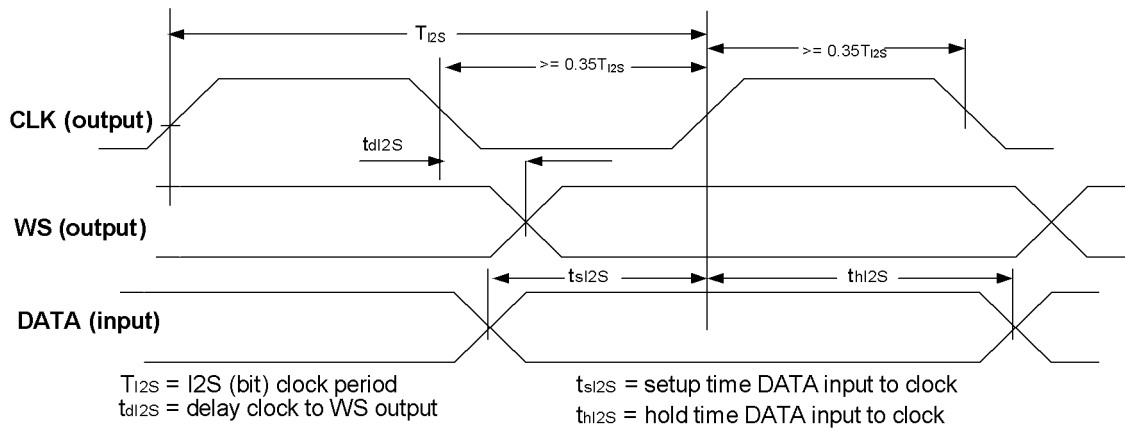 TI2S
>= 0.35TI2S
>= 0.35TI2S
CLK (output)
tdI2S
WS (output)
tsI2S
thI2S
DATA (input)
TI2S = I2S (bit) clock period
tsI2S = setup time DATA input to clock
tdI2S = delay clock to WS output
thI2S = hold time DATA input to clock